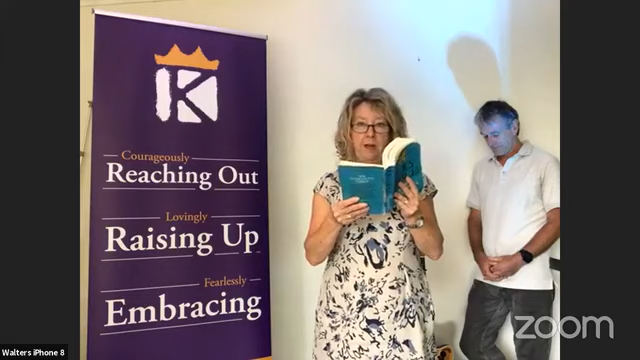 K
Courageously
Reaching Out
Lovingly
Raising Up
Fearlessly
Embracing
Walters iPhone 8
zoom